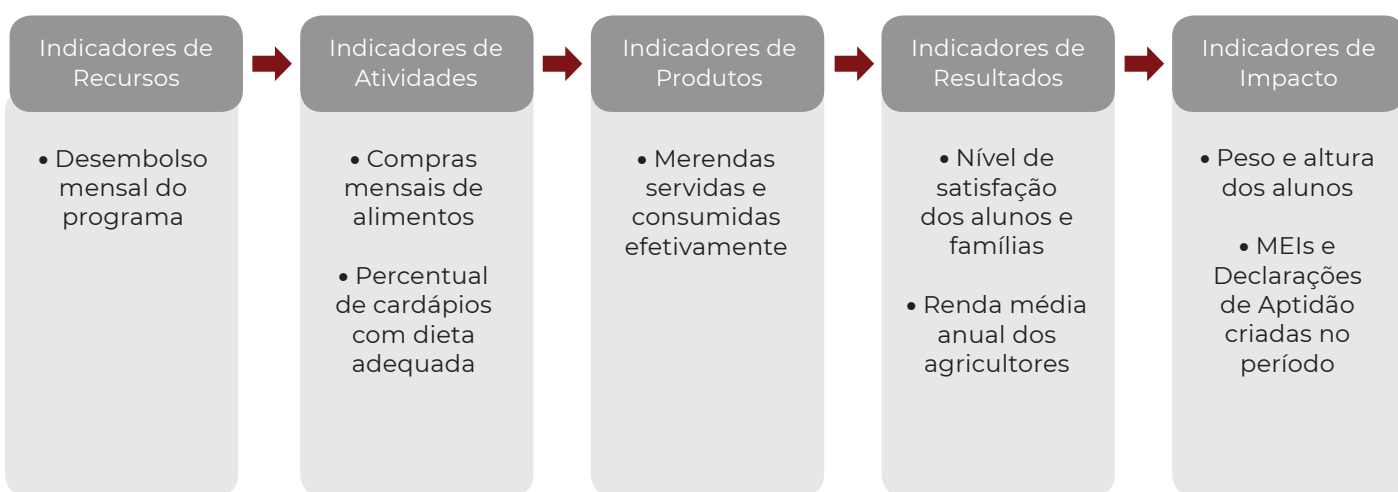 Indicadores de
Recursos
Indicadores de
Atividades
Indicadores de
Produtos
Indicadores de
Resultados
Indicadores de
Impacto
• Desembolso
mensal do
programa
• Compras
mensais de
alimentos
• Percentual
de cardápios
com dieta
adequada
• Merendas
servidas e
consumidas
efetivamente
• Nível de
satisfação
dos alunos e
famílias
• Renda média
anual dos
agricultores
• Peso e altura
dos alunos
• MEIs e
Declarações
de Aptidão
criadas no
período